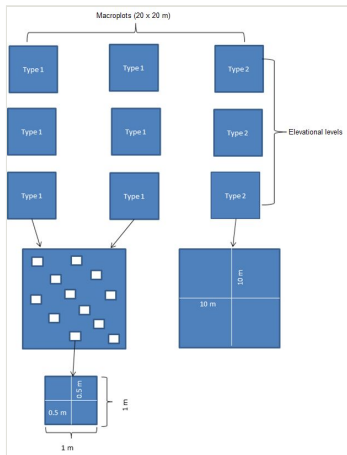 Macroplots (20 x 20 m)
Type 1
Type 1
Type 2
Type 1
Type 1
Type 2
Elevational levels
Type 1
Type 1
Type 2
10 m
10 m
0.5 m
0.5 m
1 m
1 m